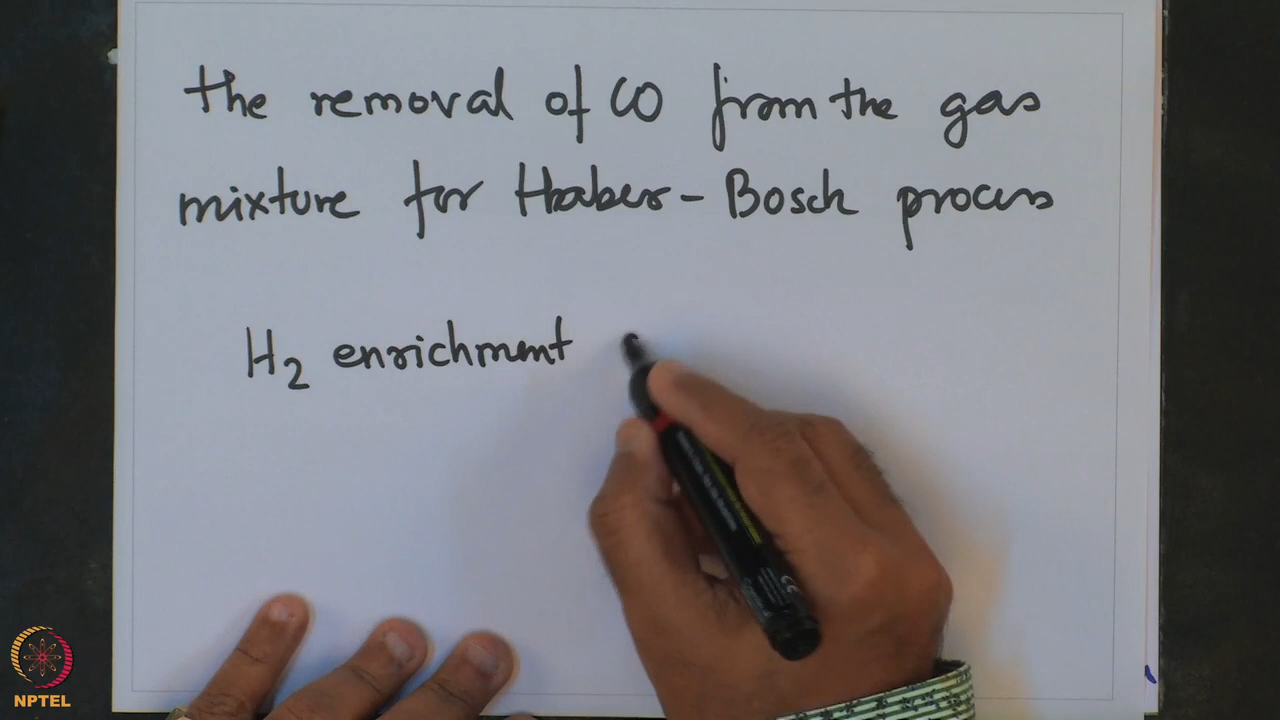 the removal of CO from the gas
mixture for Haber-Bosch process
H2 enrichment
NPTEL